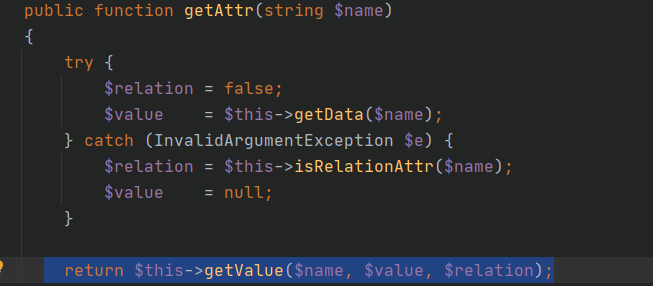 public function getAttr(string $name)
{
try {
$relation = false;
$value = $this->getData($name);
} catch (InvalidArgumentException $e) {
$relation = $this->isRelationAttr($name);
$value = null;
}
return $this->getValue($name, $value, $relation);